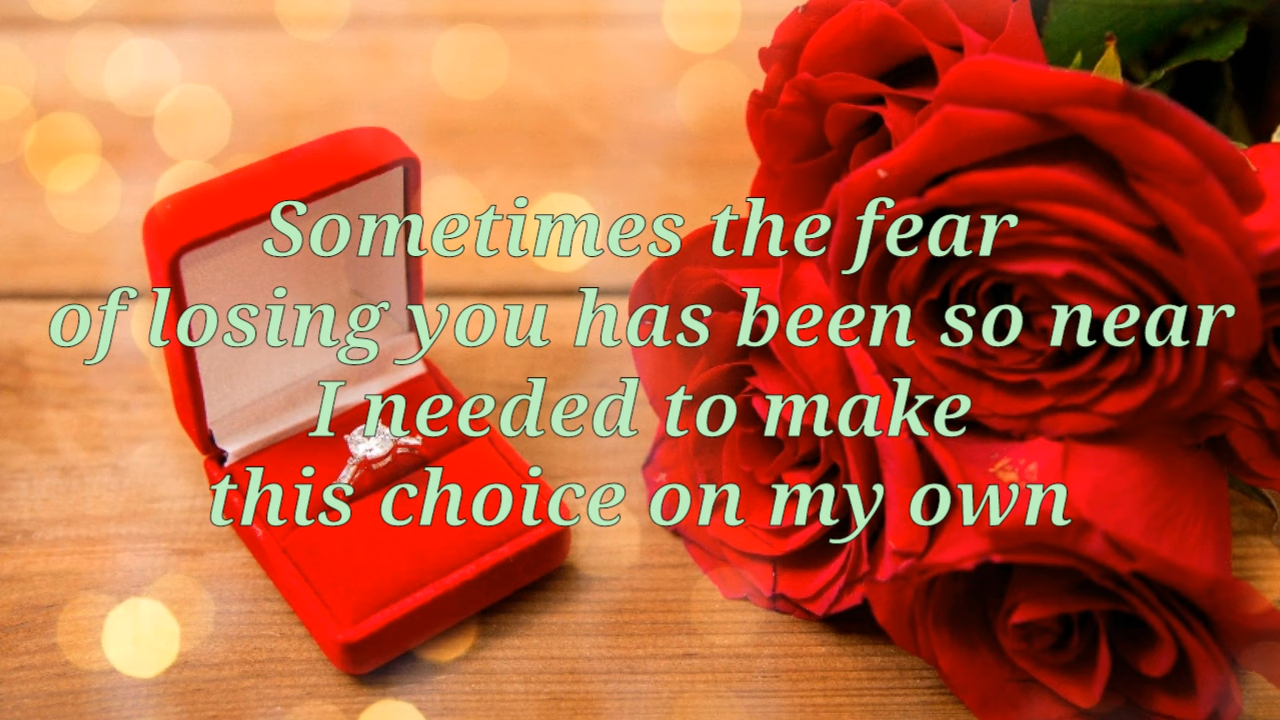 Sometimes the fear
of losing you has been so near
I needed to make
this choice on my own